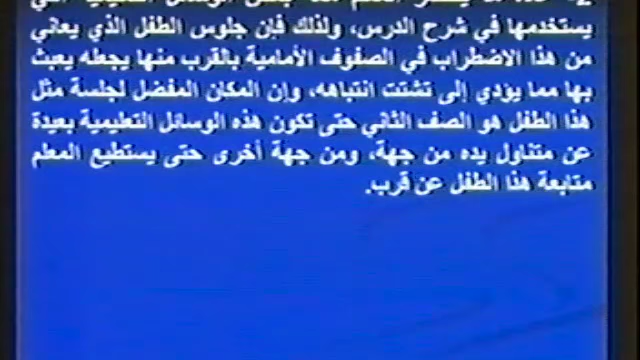 يستخدمها في شرح الدرس، ولذلك فإن جلوس الطفل الذي يعاني
من هذا الاضطراب في الصفوف الأمامية بالقرب منها يجعله يعبث
بها مما يؤدي إلى تشتت انتباهه، وإن المكان المفضل لجلسة مثل
هذا الطفل هو الصف الثاني حتى تكون هذه الوسائل التعليمية بعيدة
عن متناول يده من جهة، ومن جهة أخرى حتى يستطيع المعلم
متابعة هذا الطفل عن قرب.